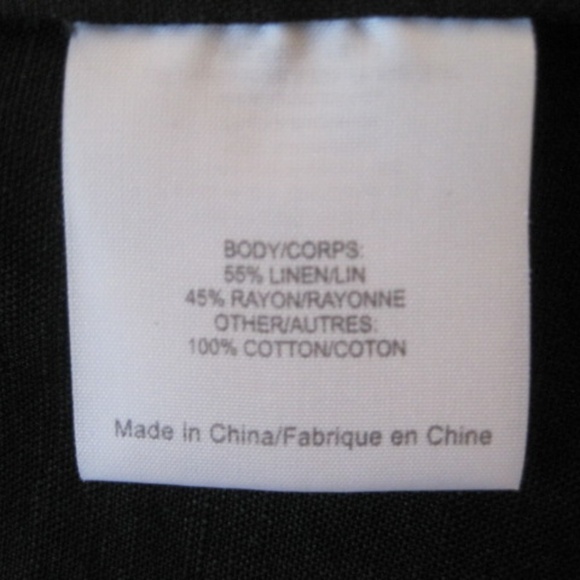 BODY/CORPS:
55% LINEN/LIN
45% RAYON/RAYONNE
OTHER/AUTRES:
100% COTTON/COTON
Made in China/Fabrique en Chine